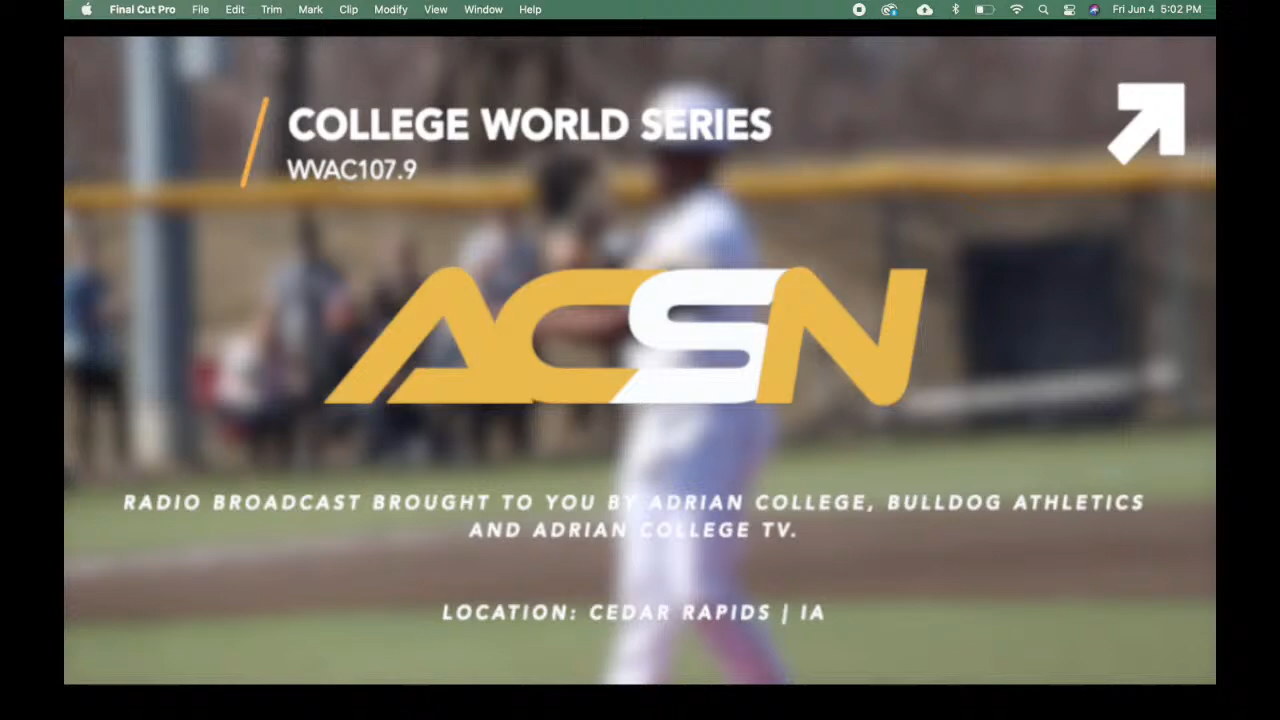 Final Cut Pro File Edit Trim Mark Clip Modify View Window Help Fri Jun 4 5:02 PM
COLLEGE WORLD SERIES
WVAC107.9
ACSN
RADIO BROADCAST BROUGHT TO YOU BY ADRIAN COLLEGE, BULLDOG ATHLETICS
AND ADRIAN COLLEGE TV.
LOCATION: CEDAR RAPIDS | IA